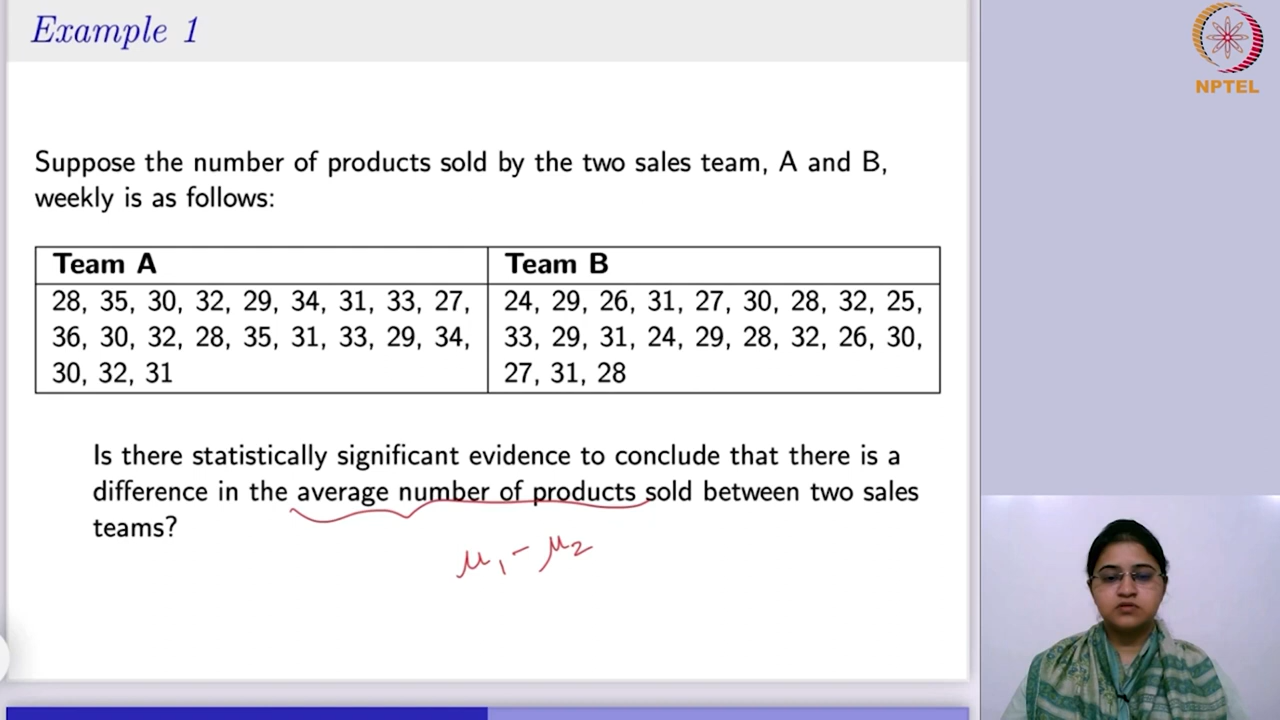 Example 1
NPTEL
Suppose the number of products sold by the two sales team, A and B,
weekly is as follows:
Team A
28, 35, 30, 32, 29, 34, 31, 33, 27,
36, 30, 32, 28, 35, 31, 33, 29, 34,
30, 32, 31
Team B
24, 29, 26, 31, 27, 30, 28, 32, 25,
33, 29, 31, 24, 29, 28, 32, 26, 30,
27, 31, 28
Is there statistically significant evidence to conclude that there is a
difference in the average number of products sold between two sales
teams?
μ₁ - μ₂